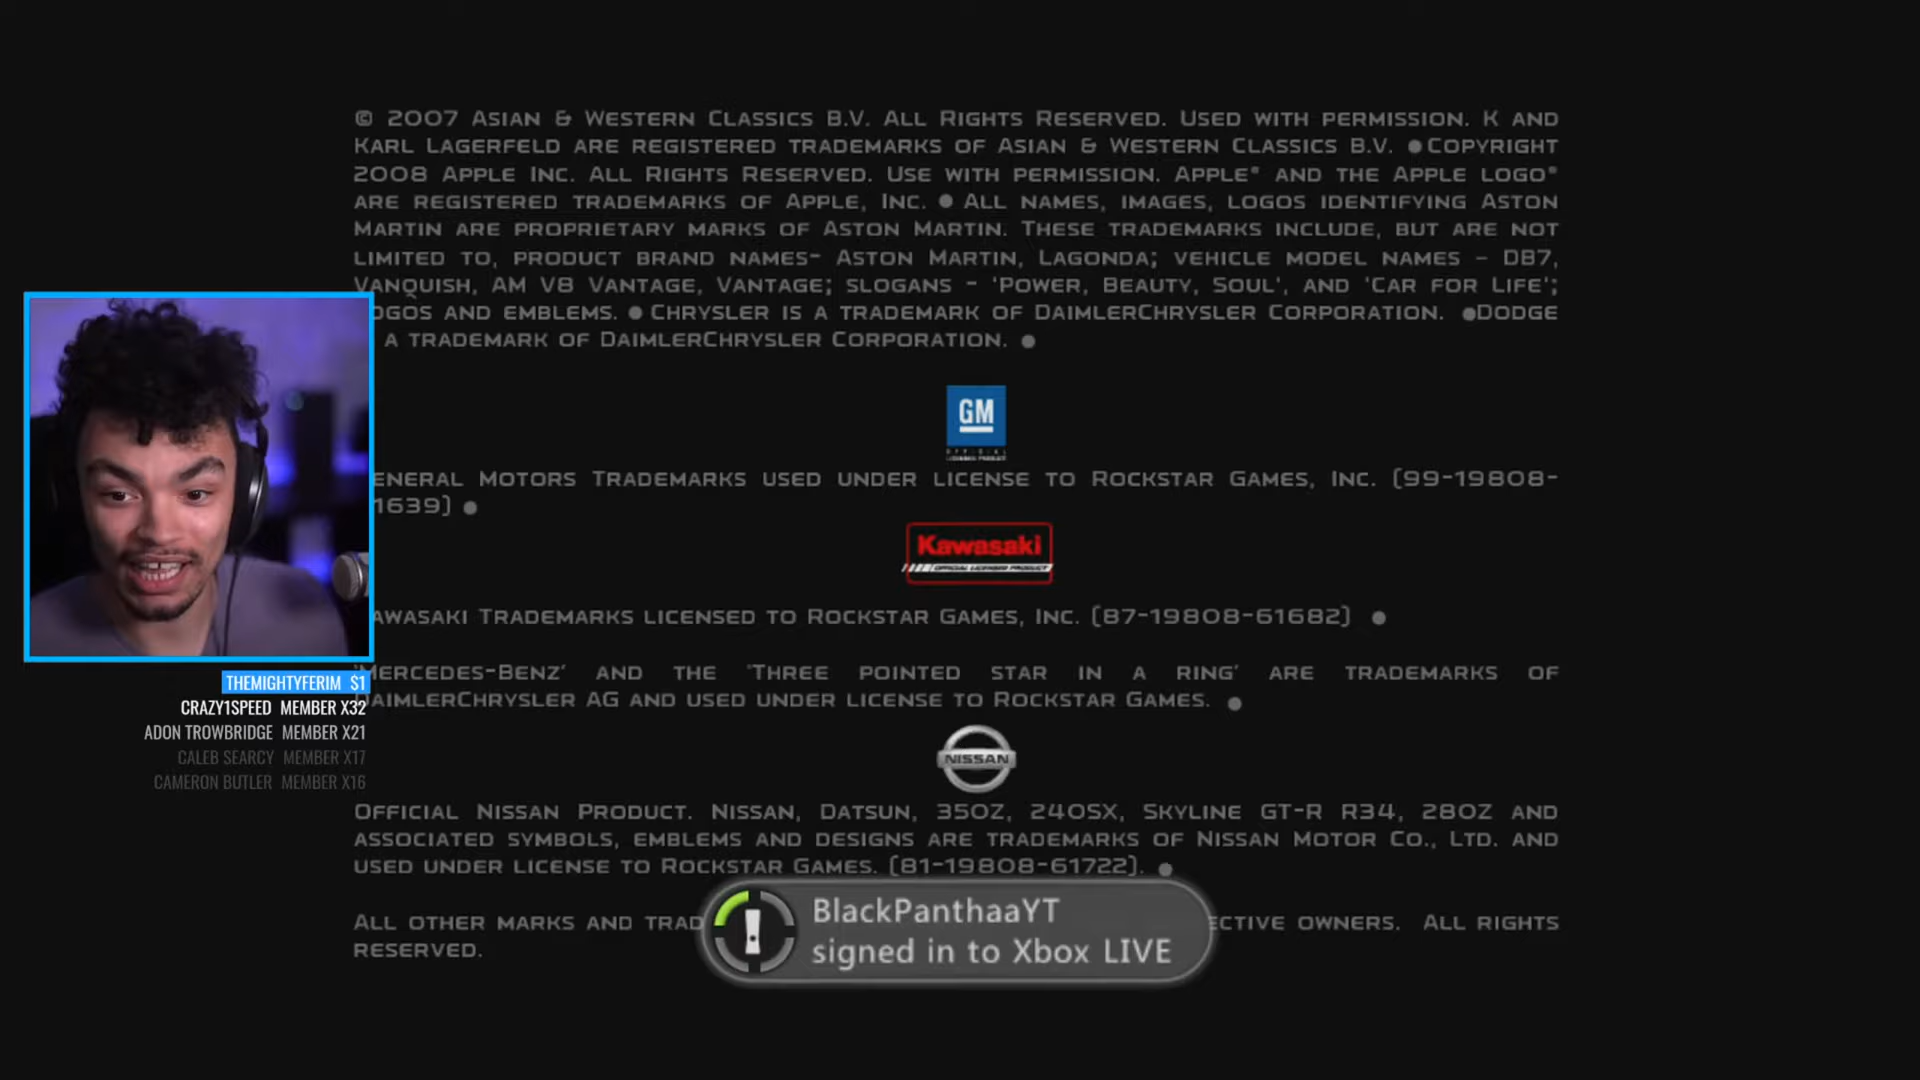 © 2007 Asian & Western Classics B.V. All Rights Reserved. Used with permission. K and
Karl Lagerfeld are registered trademarks of Asian & Western Classics B.V. ●Copyright
2008 Apple Inc. All Rights Reserved. Use with permission. Apple® and the Apple logo®
are registered trademarks of Apple, Inc. ● All names, images, logos identifying Aston
Martin are proprietary marks of Aston Martin. These trademarks include, but are not
limited to, product brand names- Aston Martin, Lagonda; vehicle model names - DB7,
Vanquish, AM V8 Vantage, Vantage; slogans - 'Power, Beauty, Soul', and 'Car for Life';
ogos and emblems. ● Chrysler is a trademark of DaimlerChrysler Corporation. ●Dodge
a trademark of DaimlerChrysler Corporation. ●
GM
OFFICIAL
LICENSED PRODUCT
eneral Motors Trademarks used under license to Rockstar Games, Inc. (99-19808-
1639) ●
Kawasaki
OFFICIAL LICENSED PRODUCT
awasaki Trademarks licensed to Rockstar Games, Inc. (87-19808-61682) ●
'Mercedes-Benz' and the 'Three pointed star in a ring' are trademarks of
DaimlerChrysler AG and used under license to Rockstar Games. ●
THEMIGHTYFERIM $1
CRAZY1SPEED MEMBER X32
ADON TROWBRIDGE MEMBER X21
CALEB SEARCY MEMBER X17
CAMERON BUTLER MEMBER X16
NISSAN
Official Nissan Product. Nissan, Datsun, 350Z, 240SX, Skyline GT-R R34, 280Z and
associated symbols, emblems and designs are trademarks of Nissan Motor Co., Ltd. and
used under license to Rockstar Games. (81-19808-61722). ●
All other marks and trad ective owners. All rights
reserved.
BlackPanthaaYT
signed in to Xbox LIVE